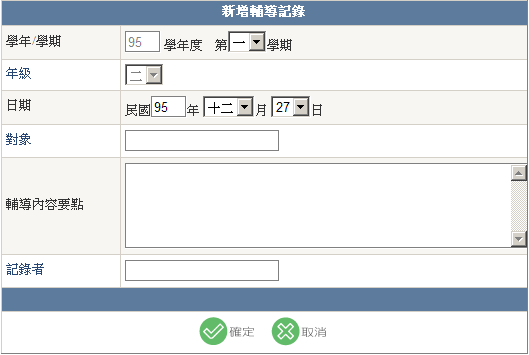 新增輔導記錄
學年/學期 95 學年度 第 一 學期
年級 二
日期 民國 95 年 十二 月 27 日
對象
輔導內容要點
記錄者
確定 取消